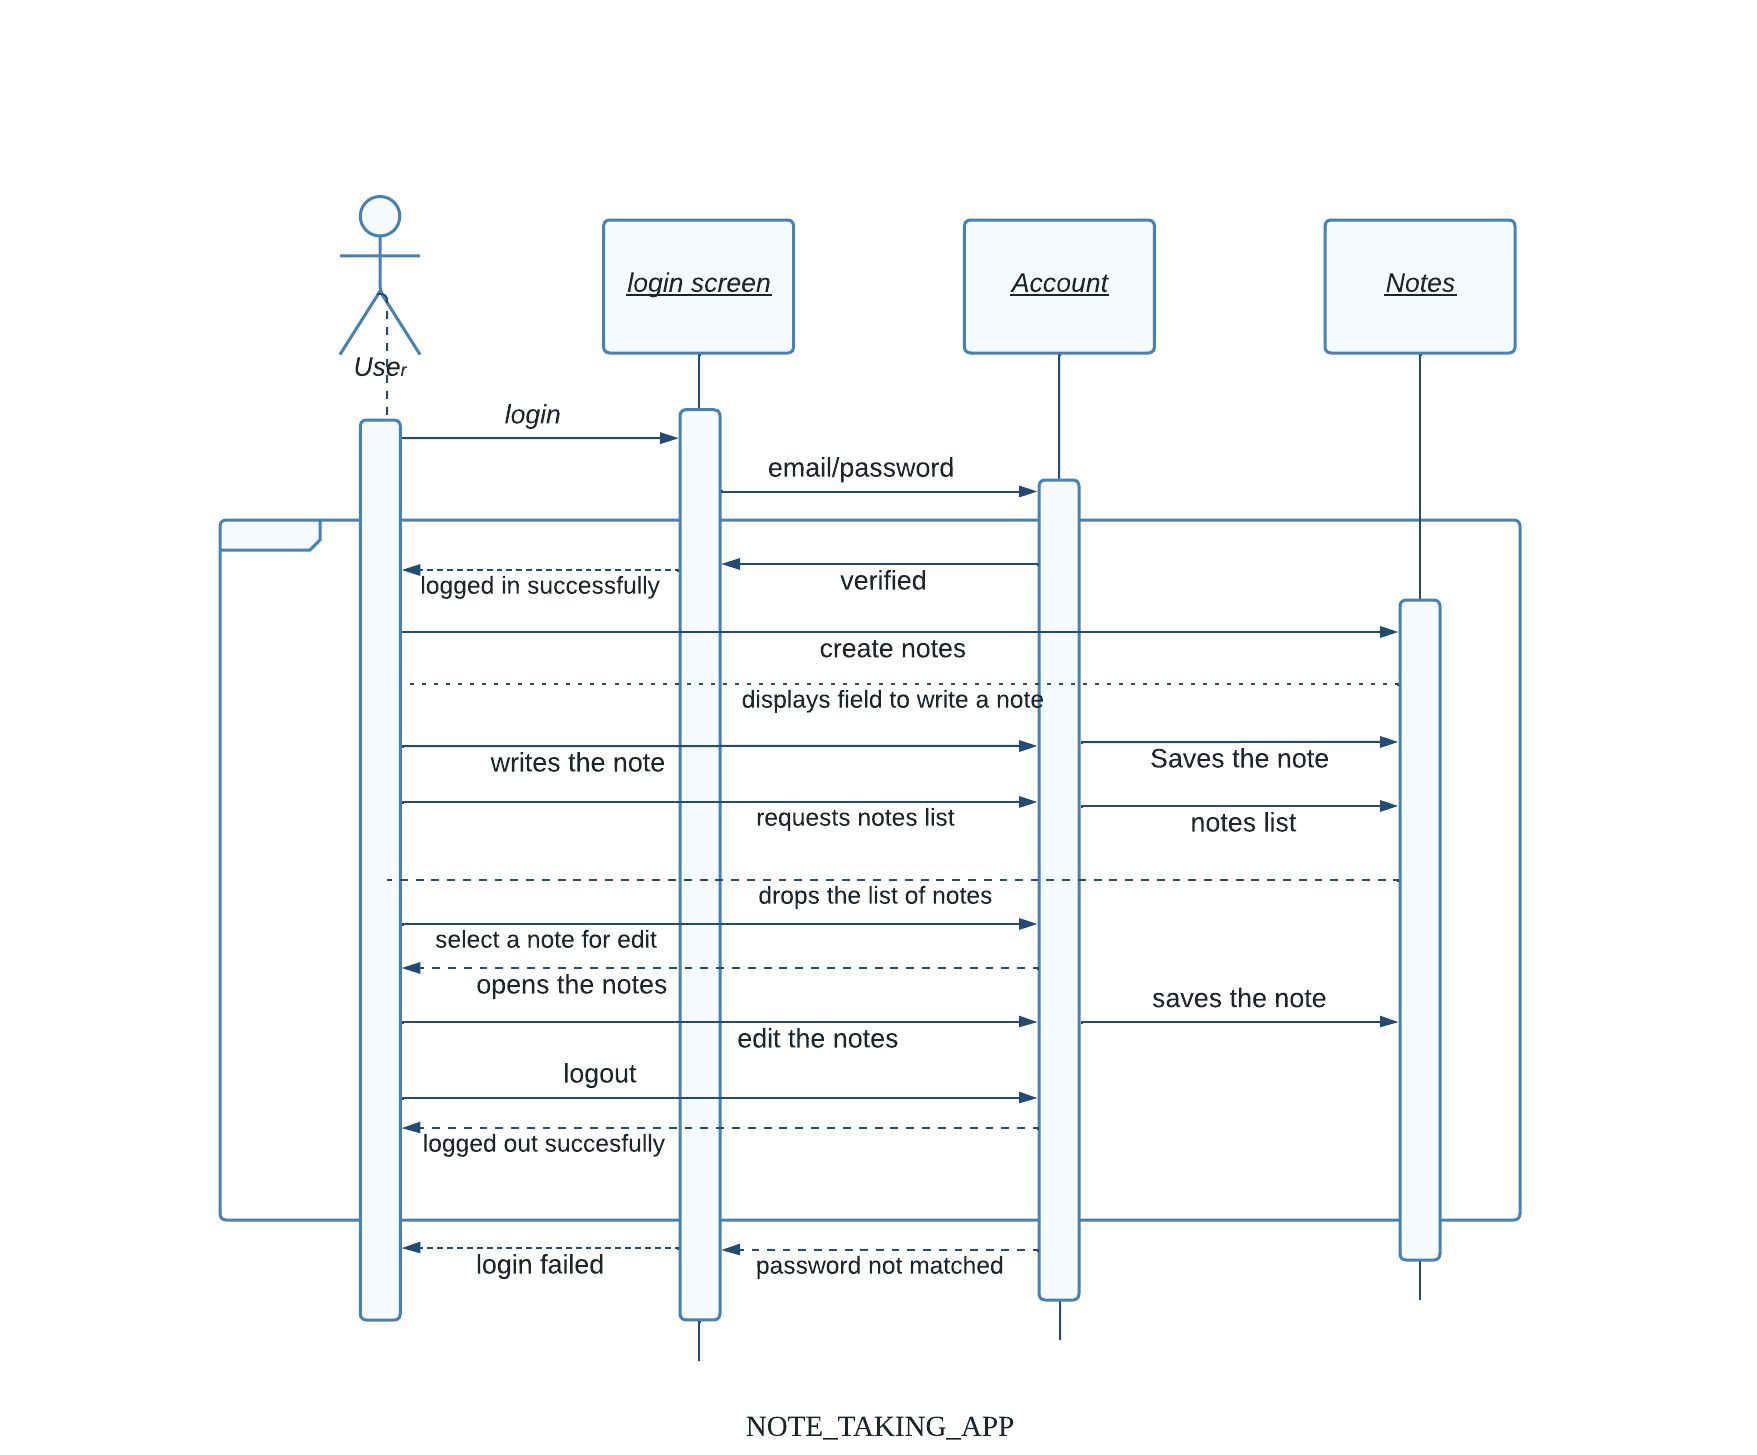 User
login screen
Account
Notes
login
email/password
logged in successfully
verified
create notes
displays field to write a note
writes the note
Saves the note
requests notes list
notes list
drops the list of notes
select a note for edit
opens the notes
saves the note
edit the notes
logout
logged out succesfully
login failed
password not matched
NOTE_TAKING_APP